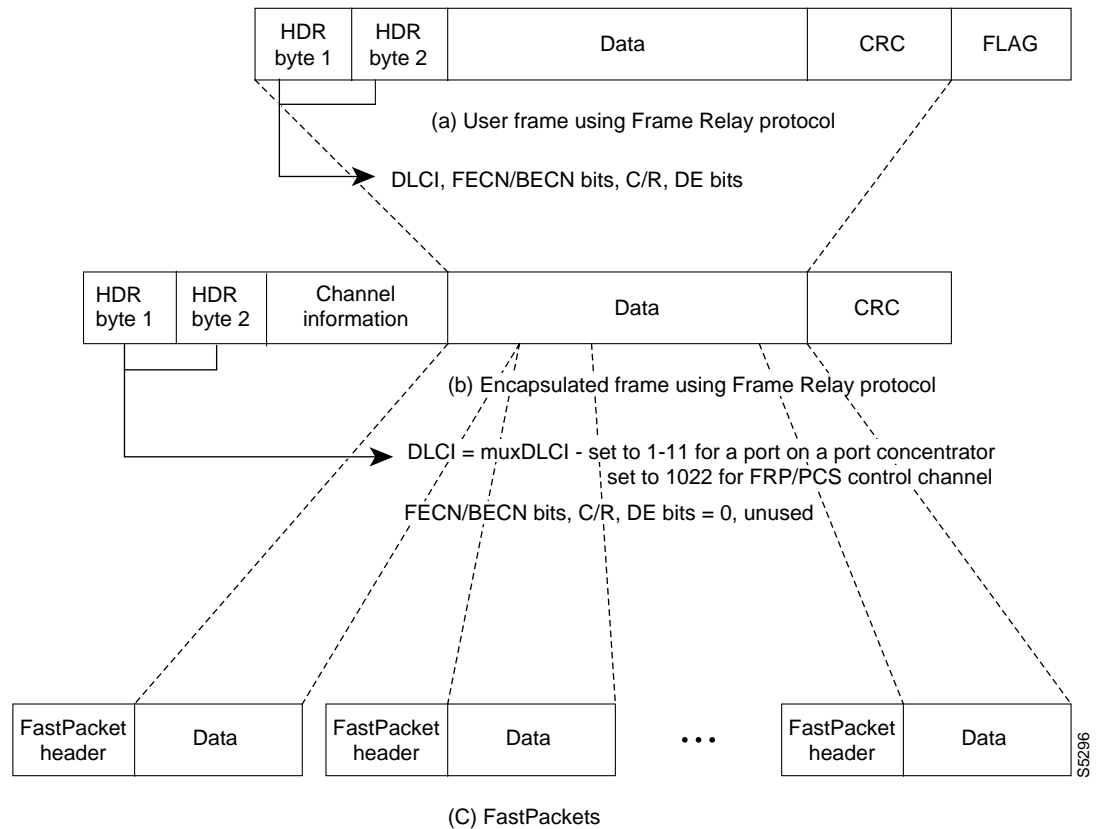 HDR byte 1
HDR byte 2
Data
CRC
FLAG
(a) User frame using Frame Relay protocol
DLCI, FECN/BECN bits, C/R, DE bits
HDR byte 1
HDR byte 2
Channel information
Data
CRC
(b) Encapsulated frame using Frame Relay protocol
DLCI = muxDLCI - set to 1-11 for a port on a port concentrator
set to 1022 for FRP/PCS control channel
FECN/BECN bits, C/R, DE bits = 0, unused
FastPacket header
Data
FastPacket header
Data
• • •
FastPacket header
Data
S5296
(C) FastPackets